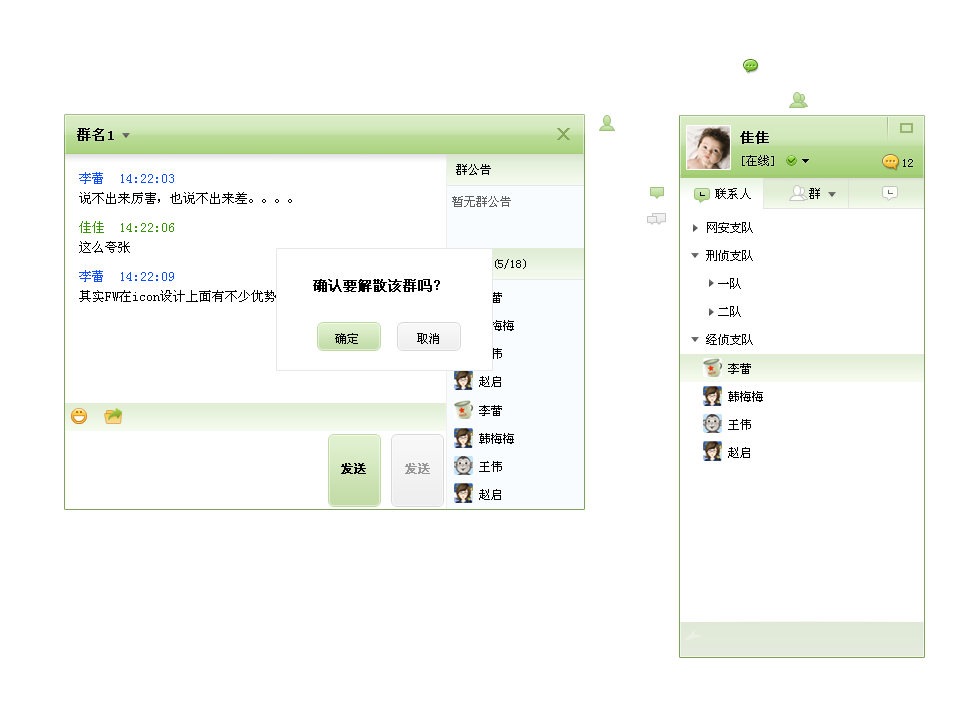 群名1
李蕾 14:22:03
说不出来厉害，也说不出来差。。。。
佳佳 14:22:06
这么夸张
李蕾 14:22:09
其实FW在icon设计上面有不少优势
发送
发送
群公告
暂无群公告
(5/18)
蕾
梅梅
伟
赵启
李蕾
韩梅梅
王伟
赵启
确认要解散该群吗?
确定
取消
佳佳
[在线]
12
联系人
群
网安支队
刑侦支队
一队
二队
经侦支队
李蕾
韩梅梅
王伟
赵启